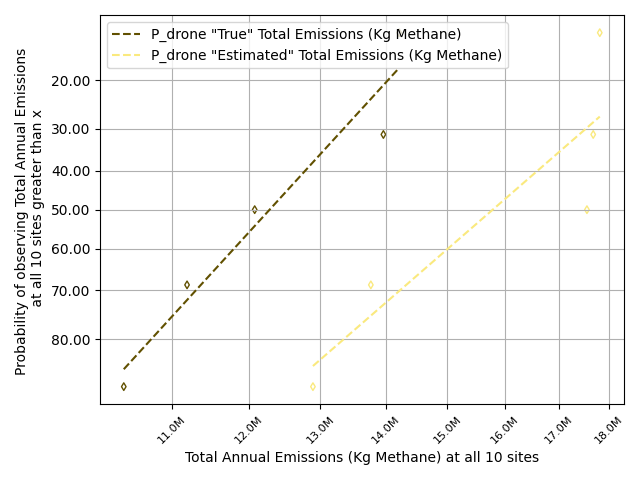 P_drone "True" Total Emissions (Kg Methane)
P_drone "Estimated" Total Emissions (Kg Methane)
Probability of observing Total Annual Emissions
at all 10 sites greater than x
20.00
30.00
40.00
50.00
60.00
70.00
80.00
11.0M
12.0M
13.0M
14.0M
15.0M
16.0M
17.0M
18.0M
Total Annual Emissions (Kg Methane) at all 10 sites